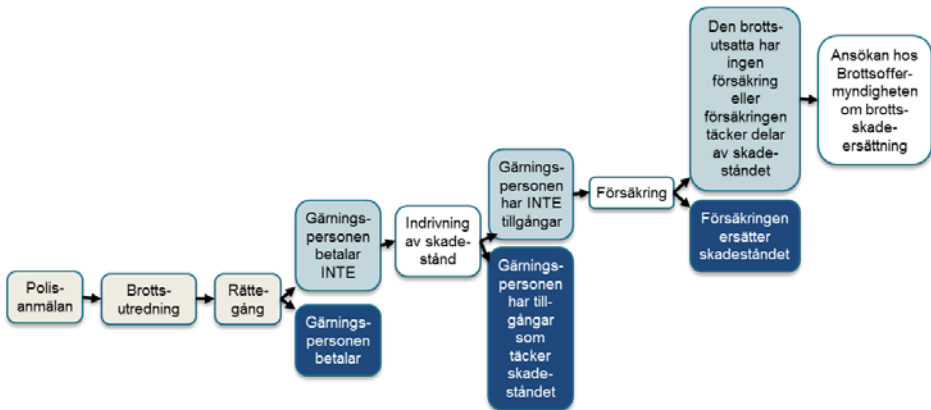 Polis-
anmälan
Brotts-
utredning
Rätte-
gång
Gärnings-
personen
betalar
INTE
Gärnings-
personen
betalar
Indrivning
av skade-
stånd
Gärnings-
personen
har INTE
tillgångar
Gärnings-
personen
har till-
gångar
som
täcker
skade-
ståndet
Försäkring
Den brotts-
utsatta har
ingen
försäkring
eller
försäkringen
täcker delar
av skade-
ståndet
Försäkringen
ersätter
skadeståndet
Ansökan hos
Brottsoffer-
myndigheten
om brotts-
skade-
ersättning